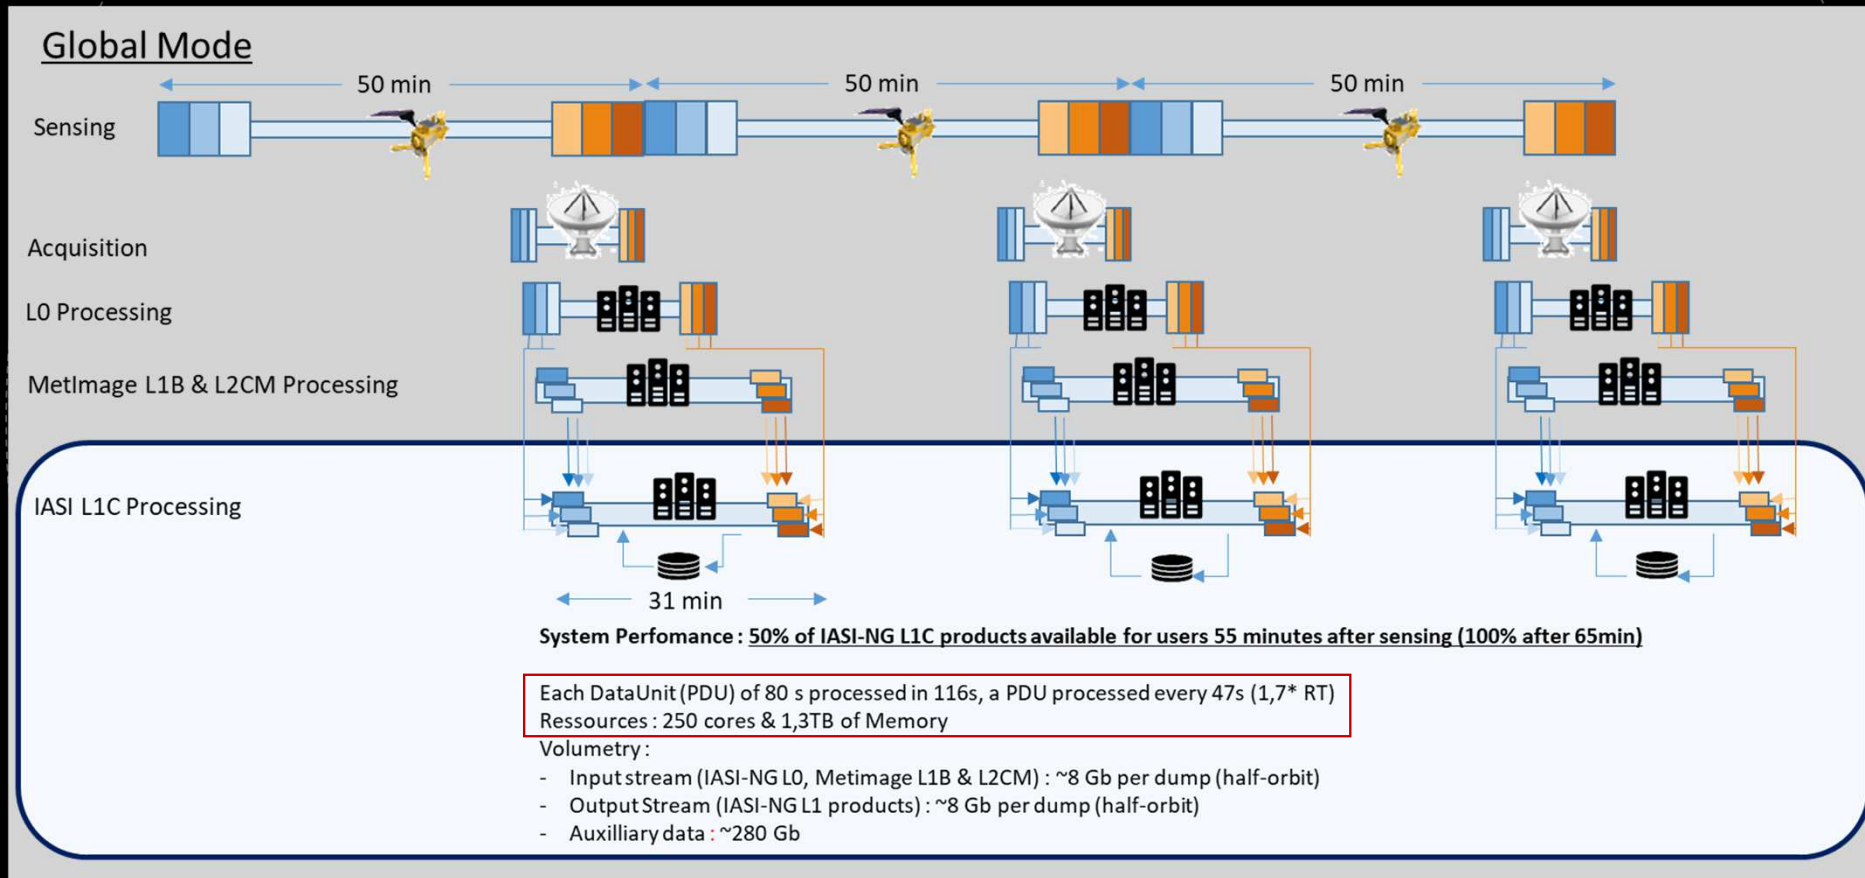 Global Mode
50 min
50 min
50 min
Sensing
Acquisition
L0 Processing
MetImage L1B & L2CM Processing
IASI L1C Processing
31 min
System Perfomance : 50% of IASI-NG L1C products available for users 55 minutes after sensing (100% after 65min)
Each DataUnit (PDU) of 80 s processed in 116s, a PDU processed every 47s (1,7* RT)
Ressources : 250 cores & 1,3TB of Memory
Volumetry :
- Input stream (IASI-NG L0, Metimage L1B & L2CM) : ~8 Gb per dump (half-orbit)
- Output Stream (IASI-NG L1 products) : ~8 Gb per dump (half-orbit)
- Auxilliary data : ~280 Gb